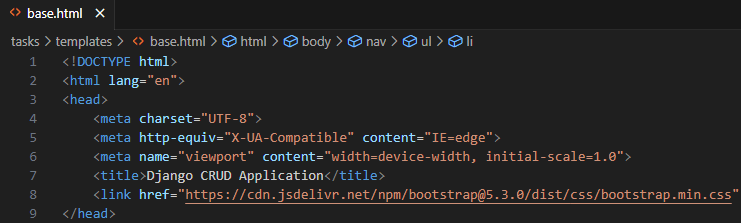 base.html
tasks > templates > base.html > html > body > nav > ul > li
1 <!DOCTYPE html>
2 <html lang="en">
3 <head>
4 <meta charset="UTF-8">
5 <meta http-equiv="X-UA-Compatible" content="IE=edge">
6 <meta name="viewport" content="width=device-width, initial-scale=1.0">
7 <title>Django CRUD Application</title>
8 <link href="https://cdn.jsdelivr.net/npm/bootstrap@5.3.0/dist/css/bootstrap.min.css"
9 </head>